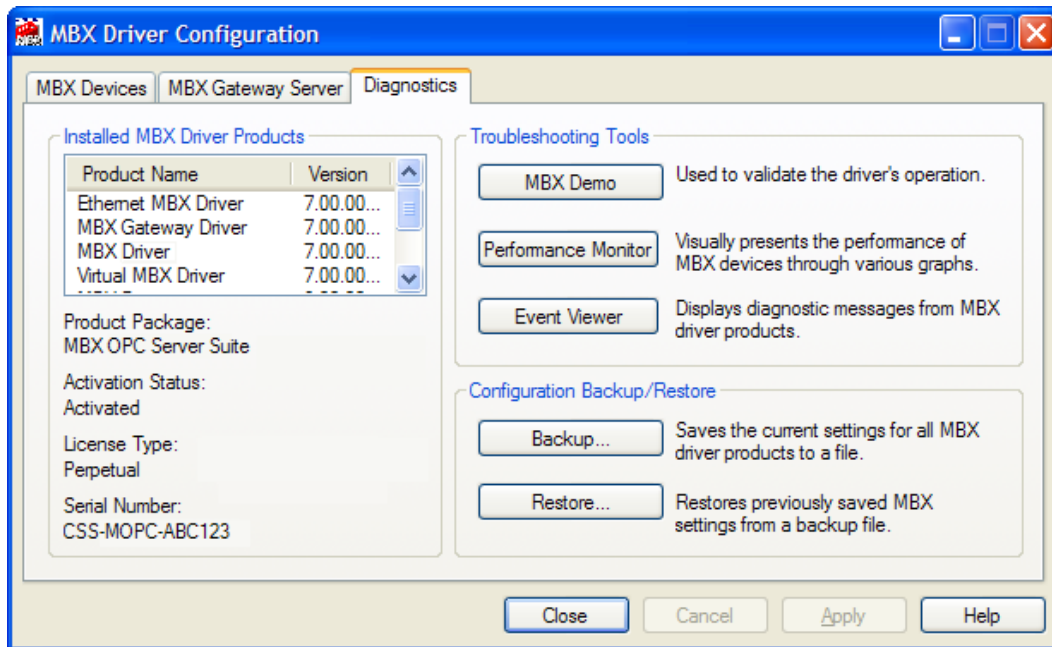 MBX Driver Configuration
MBX Devices
MBX Gateway Server
Diagnostics
Installed MBX Driver Products
Product Name Version
Ethernet MBX Driver 7.00.00...
MBX Gateway Driver 7.00.00...
MBX Driver 7.00.00...
Virtual MBX Driver 7.00.00...
Product Package:
MBX OPC Server Suite
Activation Status:
Activated
License Type:
Perpetual
Serial Number:
CSS-MOPC-ABC123
Troubleshooting Tools
MBX Demo
Used to validate the driver's operation.
Performance Monitor
Visually presents the performance of
MBX devices through various graphs.
Event Viewer
Displays diagnostic messages from MBX
driver products.
Configuration Backup/Restore
Backup...
Saves the current settings for all MBX
driver products to a file.
Restore...
Restores previously saved MBX
settings from a backup file.
Close
Cancel
Apply
Help